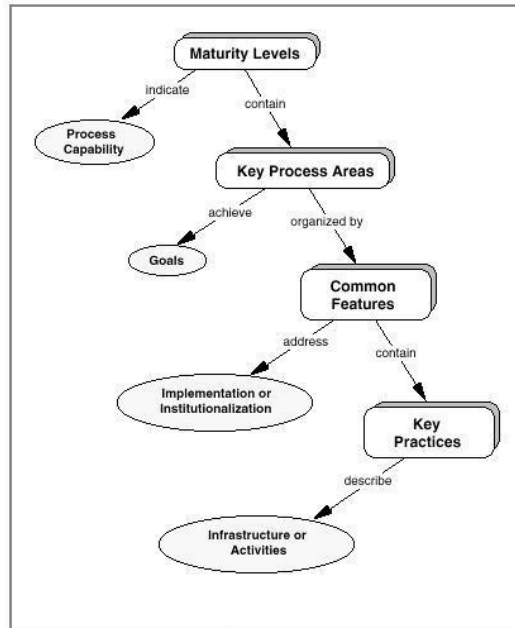 Maturity Levels
indicate
contain
Process
Capability
Key Process Areas
achieve
organized by
Goals
Common
Features
address
contain
Implementation or
Institutionalization
Key
Practices
describe
Infrastructure or
Activities